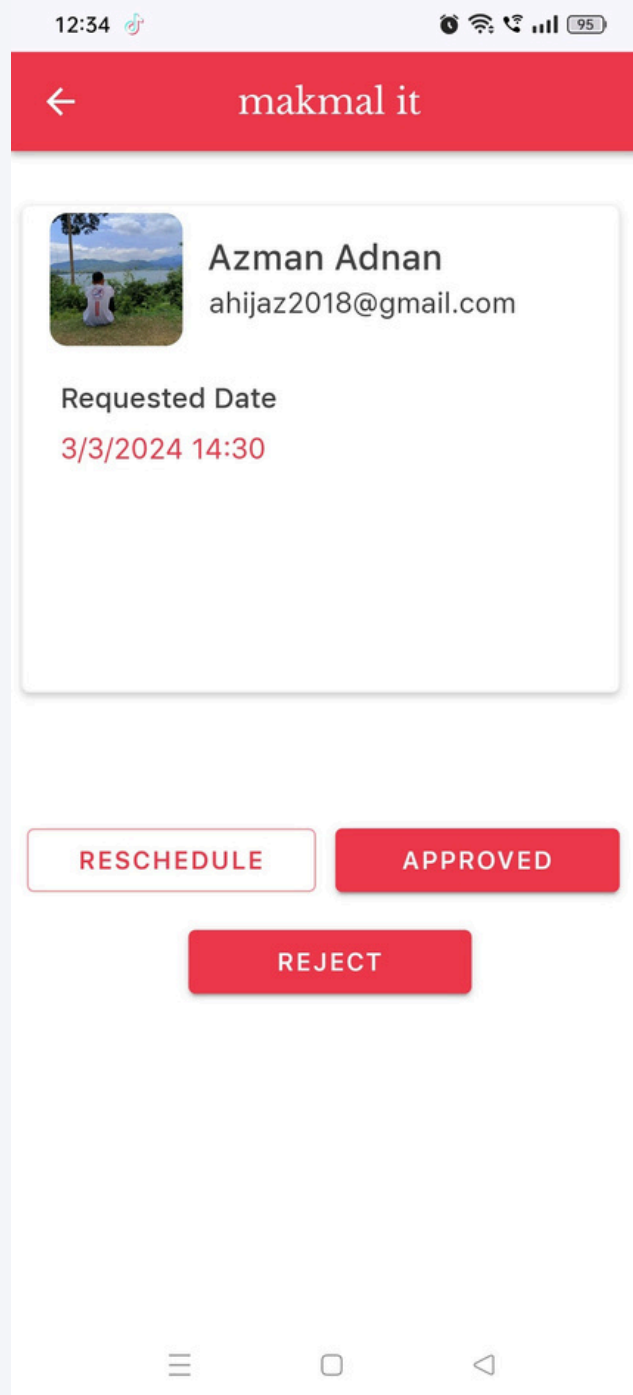 12:34
95
makmal it
Azman Adnan
ahijaz2018@gmail.com
Requested Date
3/3/2024 14:30
RESCHEDULE
APPROVED
REJECT